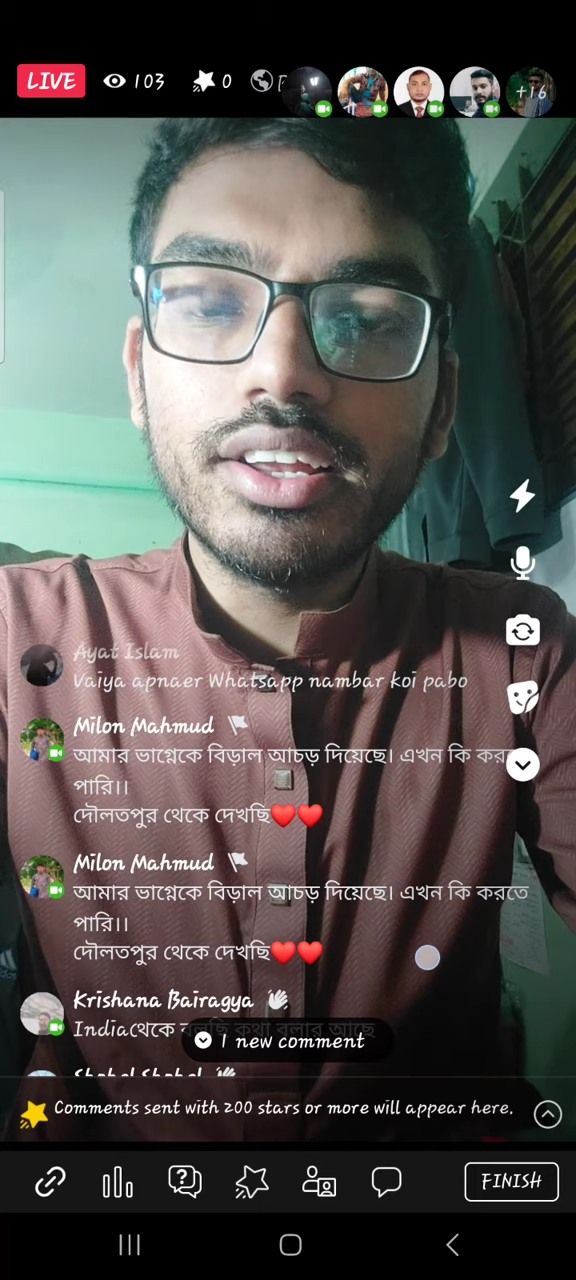 LIVE
103
0
+16
Ayat Islam
Vaiya apnaer Whatsapp nambar koi pabo
Milon Mahmud
আমার ভাগ্নেকে বিড়াল আচড় দিয়েছে। এখন কি
পারি।।
দৌলতপুর থেকে দেখছি❤️❤️
Milon Mahmud
আমার ভাগ্নেকে বিড়াল আচড় দিয়েছে। এখন কি করতে
পারি।।
দৌলতপুর থেকে দেখছি❤️❤️
Krishana Bairagya
Indiaথেকে বলছি কথা বলার আছে
1 new comment
Comments sent with 200 stars or more will appear here.
FINISH